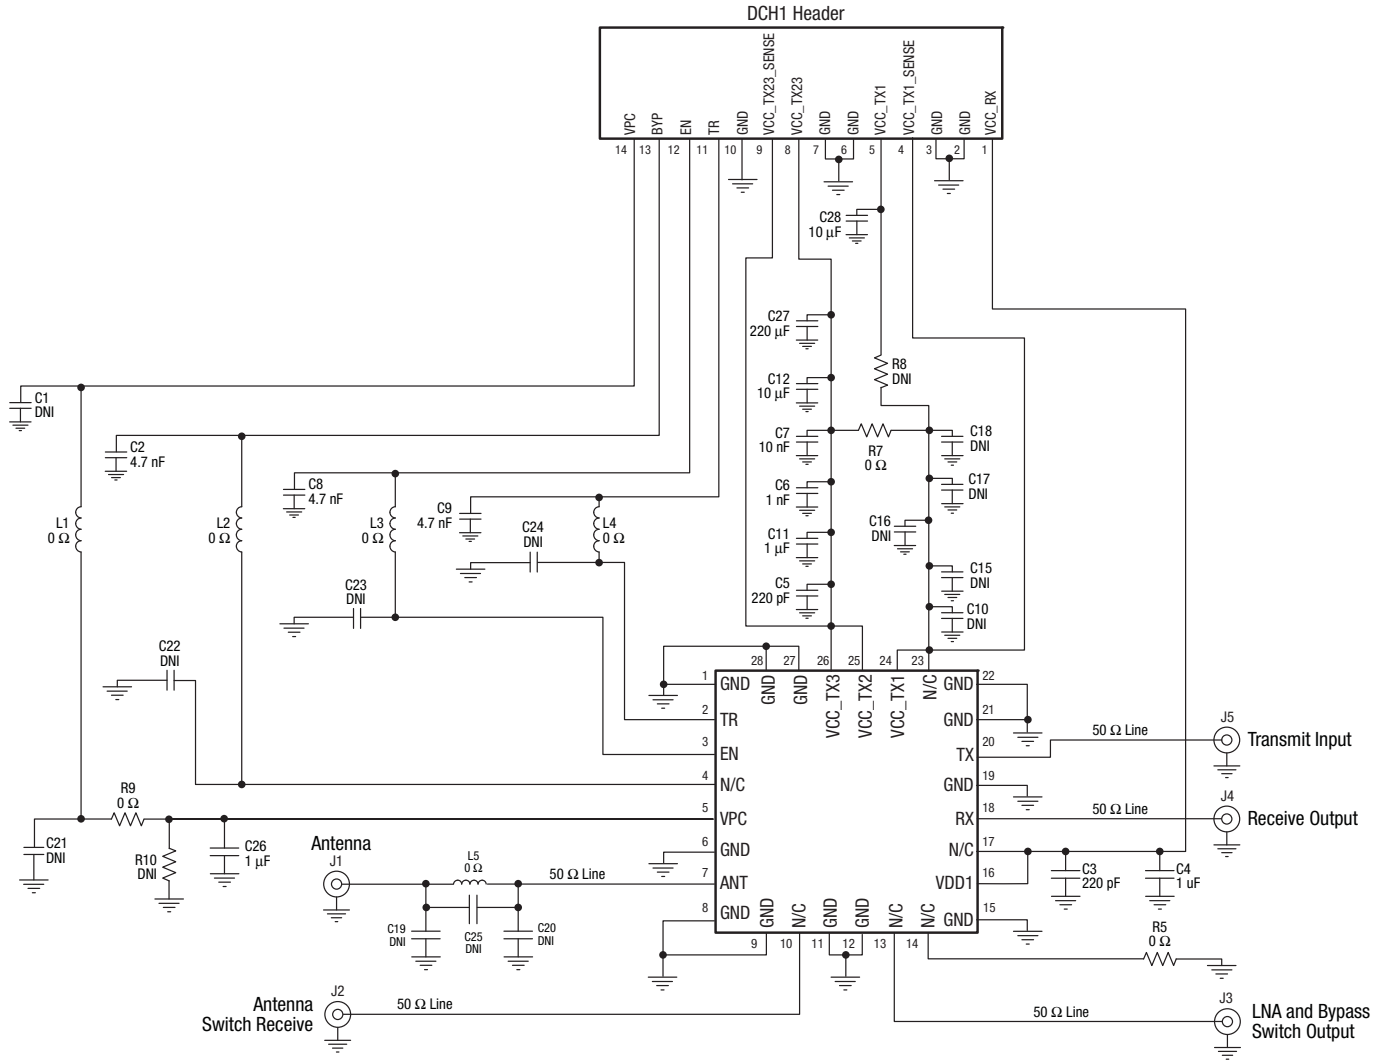 DCH1 Header
VPC
BYP
EN
TR
GND
VCC_TX23_SENSE
VCC_TX23
GND
GND
VCC_TX1
VCC_TX1_SENSE
GND
GND
VCC_RX
14 13 12 11 10 9 8 7 6 5 4 3 2 1
C28
10 µF
C27
220 µF
R8
DNI
C12
10 µF
C1
DNI
C7
10 nF
R7
0 Ω
C18
DNI
C2
4.7 nF
C8
4.7 nF
C6
1 nF
C17
DNI
C9
4.7 nF
L1
0 Ω
L2
0 Ω
L3
0 Ω
C24
DNI
L4
0 Ω
C11
1 µF
C16
DNI
C23
DNI
C5
220 pF
C15
DNI
C10
DNI
C22
DNI
28 27 26 25 24 23
GND
GND
VCC_TX3
VCC_TX2
VCC_TX1
N/C
1 GND
2 TR
3 EN
4 N/C
5 VPC
6 GND
7 ANT
8 GND
GND 22
GND 21
TX 20
GND 19
RX 18
N/C 17
VDD1 16
GND 15
GND
N/C
GND
GND
N/C
N/C
9 10 11 12 13 14
50 Ω Line
J5
Transmit Input
50 Ω Line
J4
Receive Output
R9
0 Ω
C21
DNI
R10
DNI
C26
1 µF
Antenna
J1
L5
0 Ω
50 Ω Line
C19
DNI
C25
DNI
C20
DNI
C3
220 pF
C4
1 uF
R5
0 Ω
Antenna
Switch Receive
J2
50 Ω Line
50 Ω Line
J3
LNA and Bypass
Switch Output